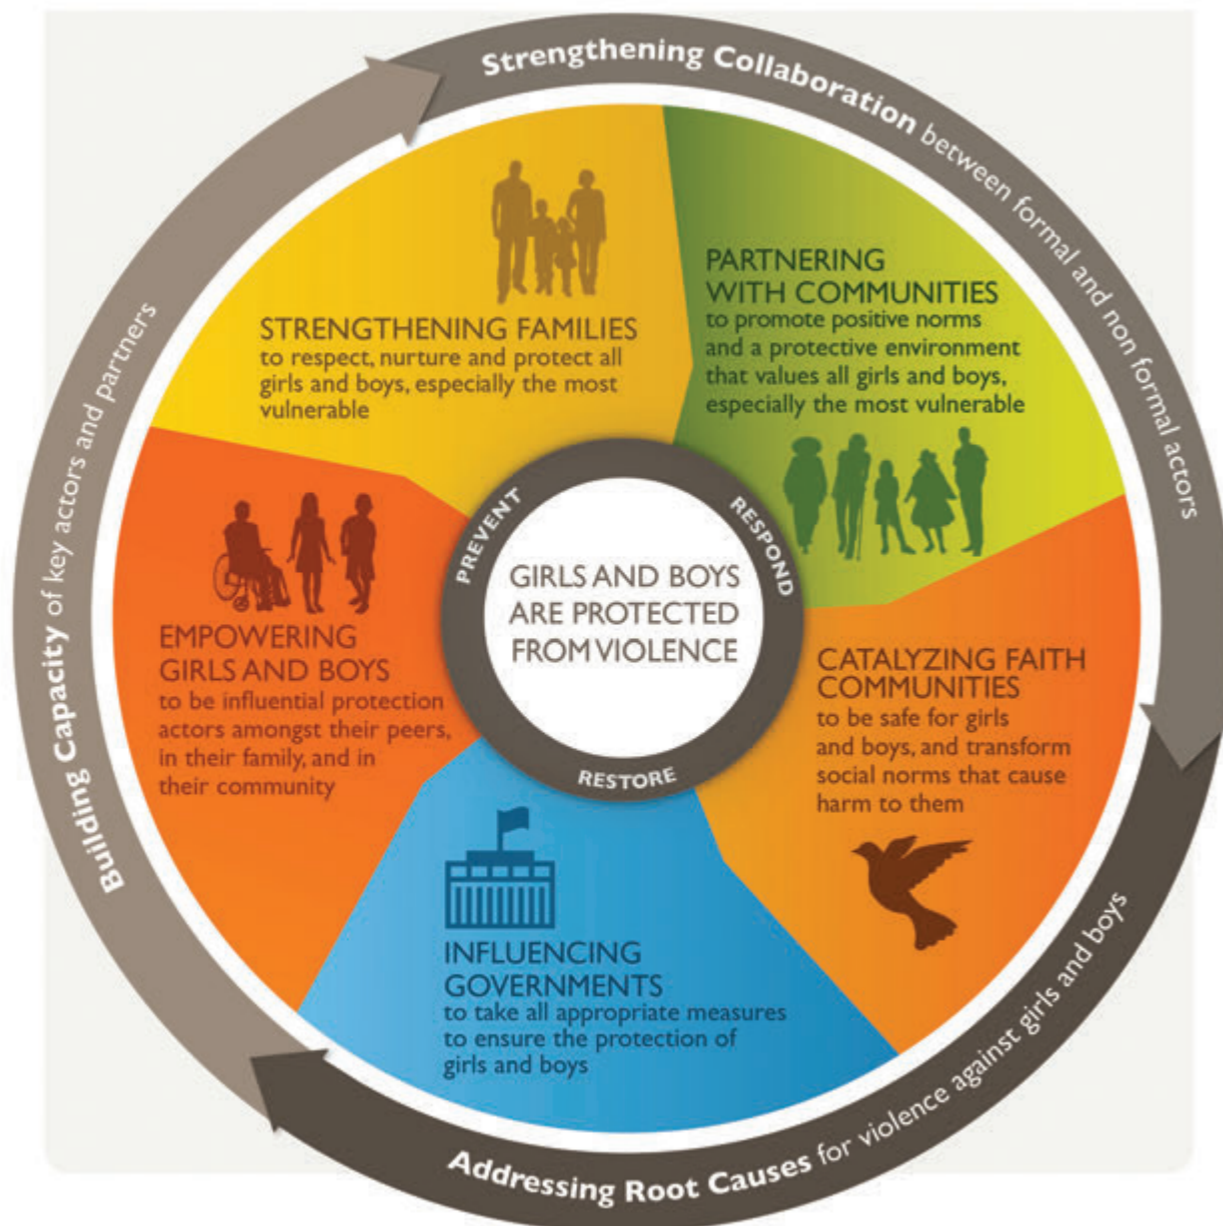 Strengthening Collaboration between formal and non formal actors
Building Capacity of key actors and partners
STRENGTHENING FAMILIES
to respect, nurture and protect all
girls and boys, especially the most
vulnerable
PARTNERING
WITH COMMUNITIES
to promote positive norms
and a protective environment
that values all girls and boys,
especially the most vulnerable
EMPOWERING
GIRLS AND BOYS
to be influential protection
actors amongst their peers,
in their family, and in
their community
PREVENT
RESPOND
RESTORE
GIRLS AND BOYS
ARE PROTECTED
FROM VIOLENCE
CATALYZING FAITH
COMMUNITIES
to be safe for girls
and boys, and transform
social norms that cause
harm to them
INFLUENCING
GOVERNMENTS
to take all appropriate measures
to ensure the protection of
girls and boys
Addressing Root Causes for violence against girls and boys